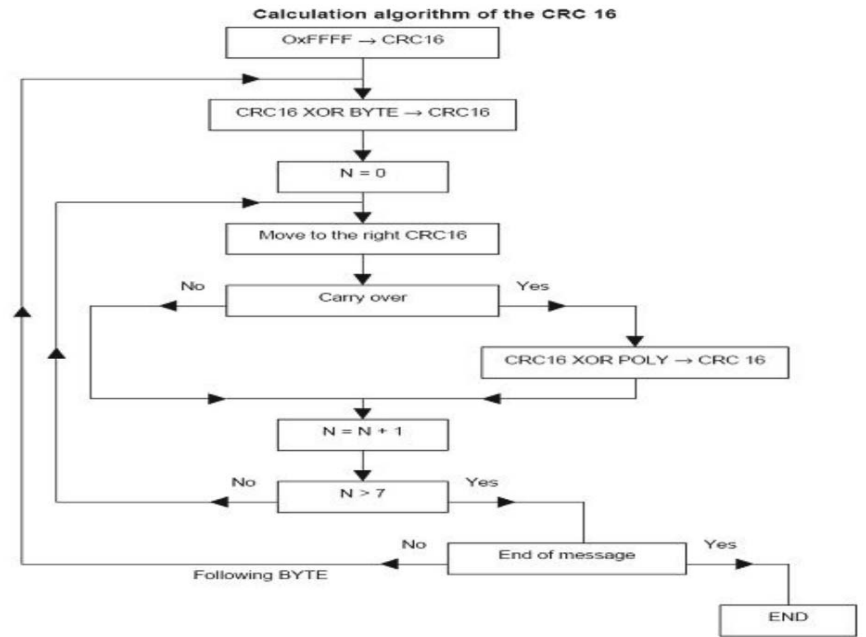 Calculation algorithm of the CRC 16
OxFFFF → CRC16
CRC16 XOR BYTE → CRC16
N = 0
Move to the right CRC16
No
Yes
Carry over
CRC16 XOR POLY → CRC 16
N = N + 1
No
Yes
N > 7
No
Yes
End of message
Following BYTE
END